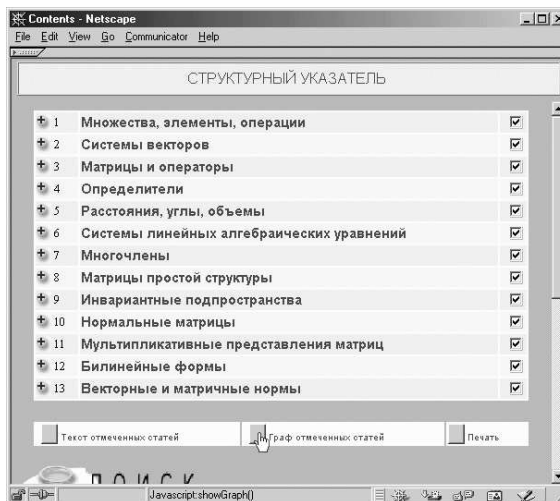 Contents - Netscape
File Edit View Go Communicator Help
СТРУКТУРНЫЙ УКАЗАТЕЛЬ
1 Множества, элементы, операции
2 Системы векторов
3 Матрицы и операторы
4 Определители
5 Расстояния, углы, объемы
6 Системы линейных алгебраических уравнений
7 Многочлены
8 Матрицы простой структуры
9 Инвариантные подпространства
10 Нормальные матрицы
11 Мультипликативные представления матриц
12 Билинейные формы
13 Векторные и матричные нормы
Текст отмеченных статей Граф отмеченных статей Печать
ПОИСК
Javascript:showGraph()